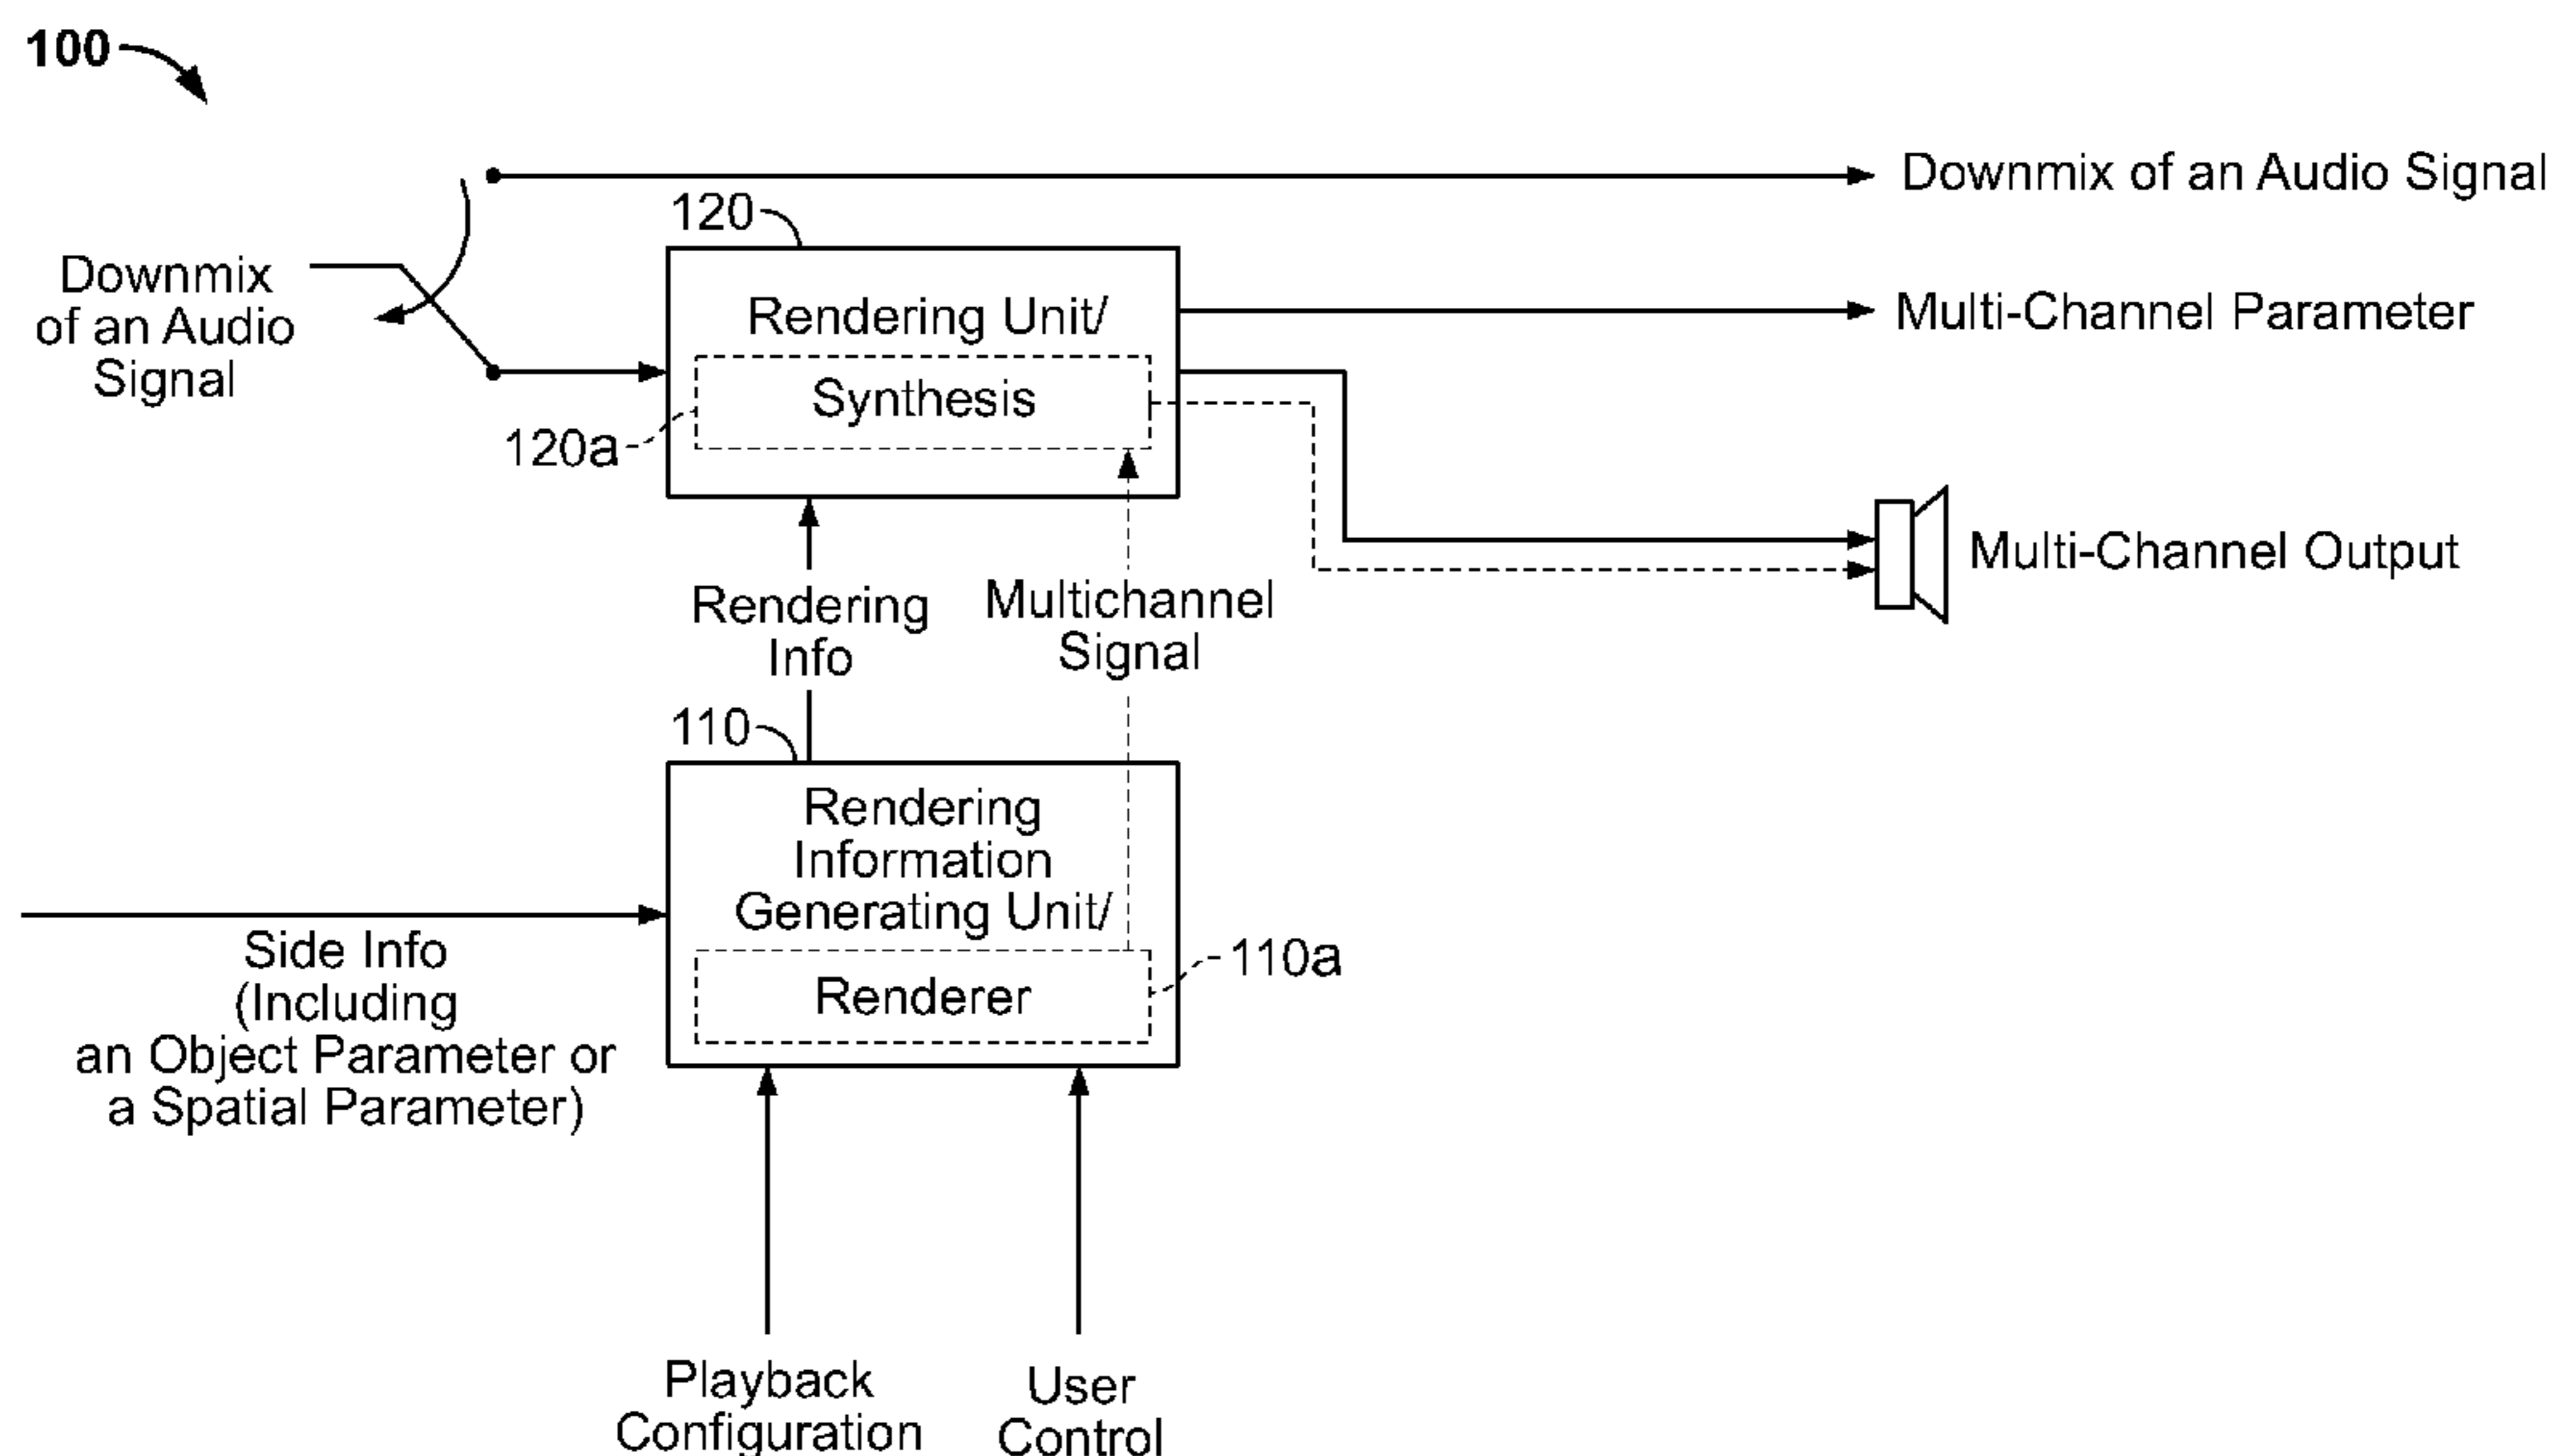 100
Downmix of an Audio Signal
120
Downmix
of an Audio
Signal
Rendering Unit/
Multi-Channel Parameter
Synthesis
120a
Multi-Channel Output
Rendering
Info
Multichannel
Signal
110
Rendering
Information
Generating Unit/
Side Info
(Including
an Object Parameter or
a Spatial Parameter)
110a
Renderer
Playback
Configuration
User
Control